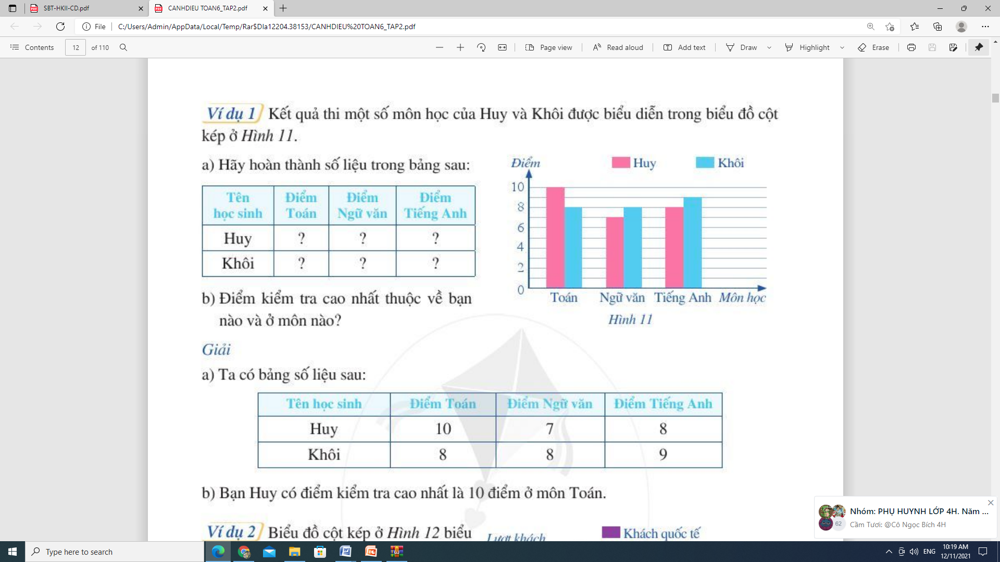 SBT-HKII-CD.pdf
CANHDIEU TOAN6_TAP2.pdf
File
C:/Users/Admin/AppData/Local/Temp/Rar$DIa12204.38153/CANHDIEU%20TOAN6_TAP2.pdf
Contents 12 of 110 Page view Read aloud Add text Draw Highlight Erase
Ví dụ 1 Kết quả thi một số môn học của Huy và Khôi được biểu diễn trong biểu đồ cột
kép ở Hình 11.
a) Hãy hoàn thành số liệu trong bảng sau:
Tên học sinh Điểm Toán Điểm Ngữ văn Điểm Tiếng Anh
Huy ? ? ?
Khôi ? ? ?
b) Điểm kiểm tra cao nhất thuộc về bạn
nào và ở môn nào?
Điểm Huy Khôi
10
8
6
4
2
0
Toán Ngữ văn Tiếng Anh Môn học
Hình 11
Giải
a) Ta có bảng số liệu sau:
Tên học sinh Điểm Toán Điểm Ngữ văn Điểm Tiếng Anh
Huy 10 7 8
Khôi 8 8 9
b) Bạn Huy có điểm kiểm tra cao nhất là 10 điểm ở môn Toán.
Ví dụ 2 Biểu đồ cột kép ở Hình 12 biểu
Lượt khách Khách quốc tế
Nhóm: PHỤ HUYNH LỚP 4H. Năm ...
62 Cầm Tươi: @Cô Ngọc Bích 4H
Type here to search
ENG
10:19 AM
12/11/2021